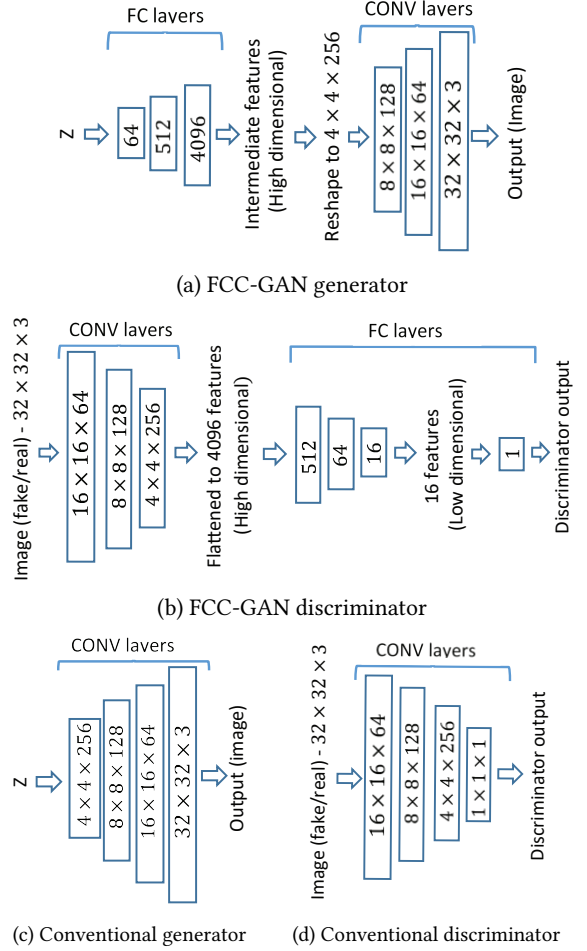 FC layers
CONV layers
Z
64
512
4096
Intermediate features
(High dimensional)
Reshape to 4 × 4 × 256
8 × 8 × 128
16 × 16 × 64
32 × 32 × 3
Output (Image)
(a) FCC-GAN generator
Image (fake/real) - 32 × 32 × 3
CONV layers
16 × 16 × 64
8 × 8 × 128
4 × 4 × 256
Flattened to 4096 features
(High dimensional)
FC layers
512
64
16
16 features
(Low dimensional)
1
Discriminator output
(b) FCC-GAN discriminator
Z
CONV layers
4 × 4 × 256
8 × 8 × 128
16 × 16 × 64
32 × 32 × 3
Output (image)
(c) Conventional generator
Image (fake/real) - 32 × 32 × 3
CONV layers
16 × 16 × 64
8 × 8 × 128
4 × 4 × 256
1 × 1 × 1
Discriminator output
(d) Conventional discriminator